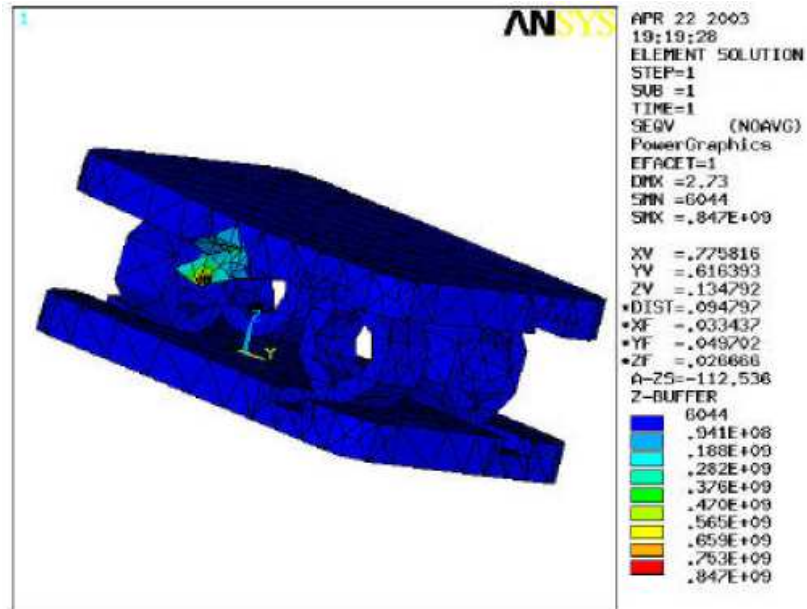 1
ANSYS
APR 22 2003
19:19:28
ELEMENT SOLUTION
STEP=1
SUB =1
TIME=1
SEQV (NOAVG)
PowerGraphics
EFACET=1
DMX =2.73
SMN =6044
SMX =.847E+09
XV =.775816
YV =.616393
ZV =.134792
*DIST=.094797
*XF =.033437
*YF =.049702
*ZF =.026666
A-ZS=-112.536
Z-BUFFER
6044
.941E+08
.188E+09
.282E+09
.376E+09
.470E+09
.565E+09
.659E+09
.753E+09
.847E+09
Z
Y